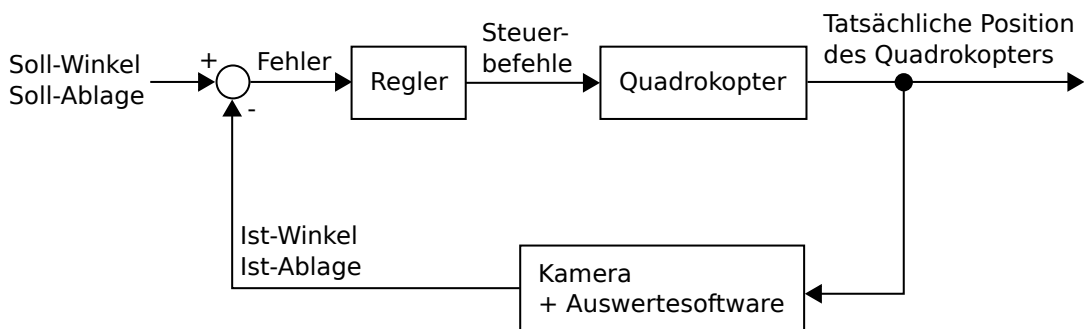 Soll-Winkel
Soll-Ablage
+
-
Fehler
Regler
Steuer-
befehle
Quadrokopter
Tatsächliche Position
des Quadrokopters
Ist-Winkel
Ist-Ablage
Kamera
+ Auswertesoftware